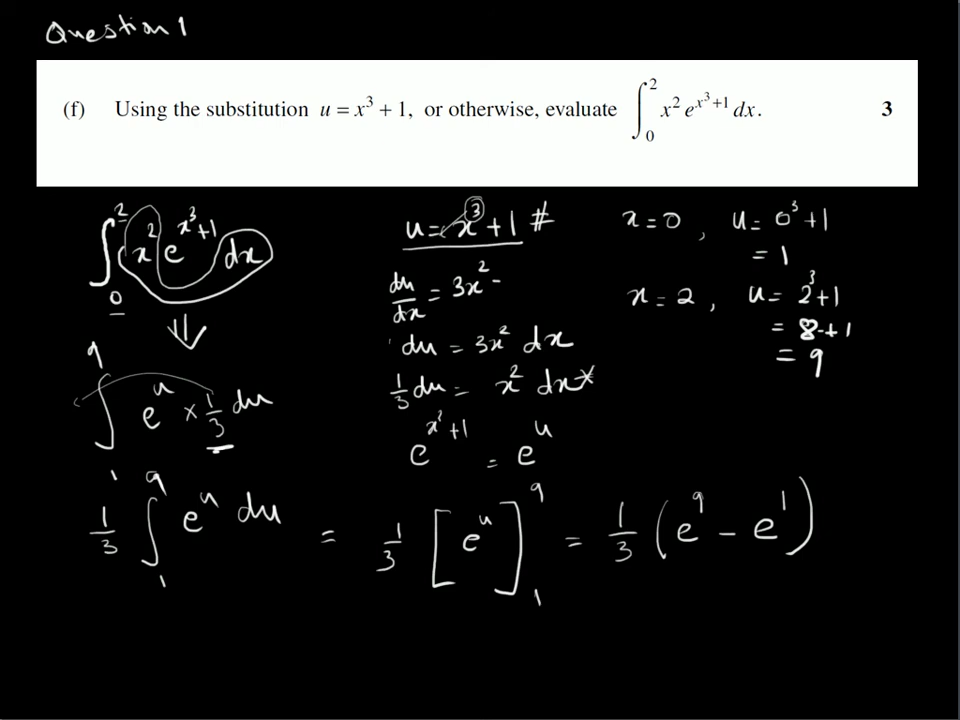 Question 1
(f) Using the substitution u = x³ + 1, or otherwise, evaluate ∫₀² x² e^(x³+1) dx. 3
∫₀² x² e^(x³+1) dx
⇓
∫₁⁹ e^u × 1/3 du
u = x³ + 1 #
du/dx = 3x²
du = 3x² dx
1/3 du = x² dx *
e^(x³+1) = e^u
x = 0 , u = 0³ + 1
= 1
x = 2 , u = 2³ + 1
= 8 + 1
= 9
1/3 ∫₁⁹ e^u du = 1/3 [e^u]₁⁹ = 1/3 (e⁹ - e¹)